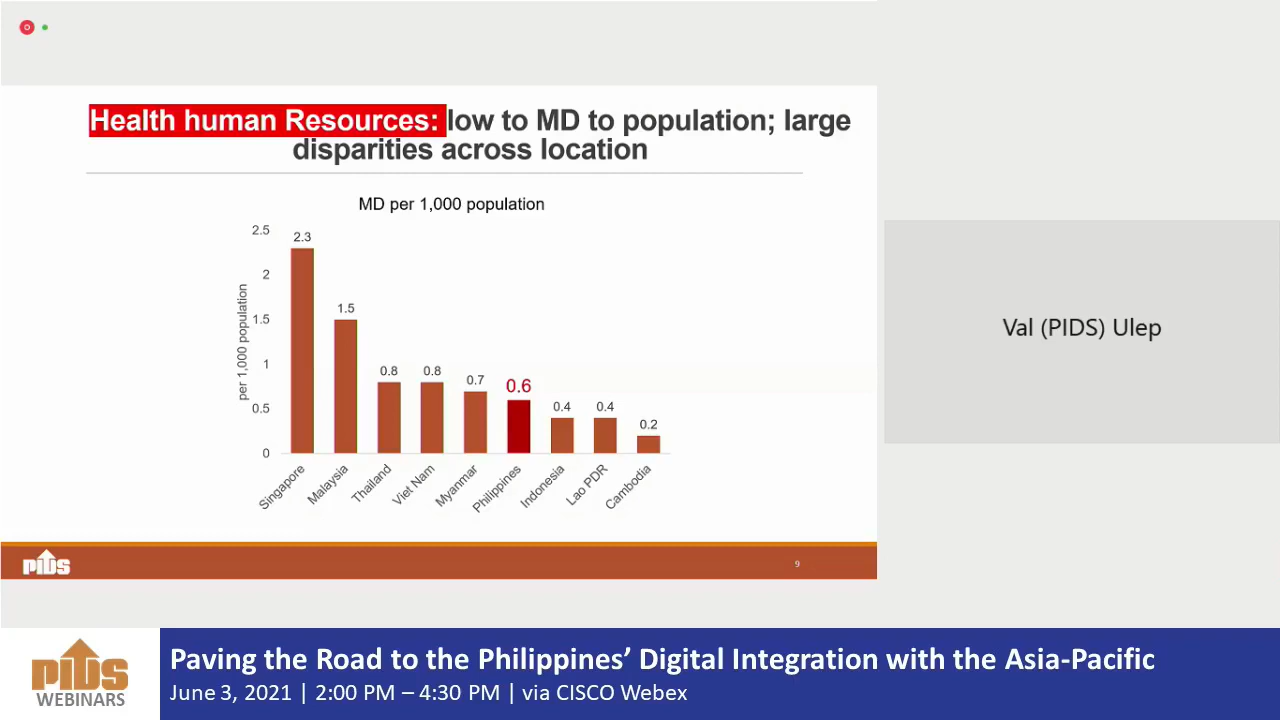 Health human Resources: low to MD to population; large
disparities across location
MD per 1,000 population
per 1,000 population
2.5
2
1.5
1
0.5
0
2.3
1.5
0.8
0.8
0.7
0.6
0.4
0.4
0.2
Singapore
Malaysia
Thailand
Viet Nam
Myanmar
Philippines
Indonesia
Lao PDR
Cambodia
PIDS
9
Val (PIDS) Ulep
PIDS
WEBINARS
Paving the Road to the Philippines’ Digital Integration with the Asia-Pacific
June 3, 2021 | 2:00 PM – 4:30 PM | via CISCO Webex